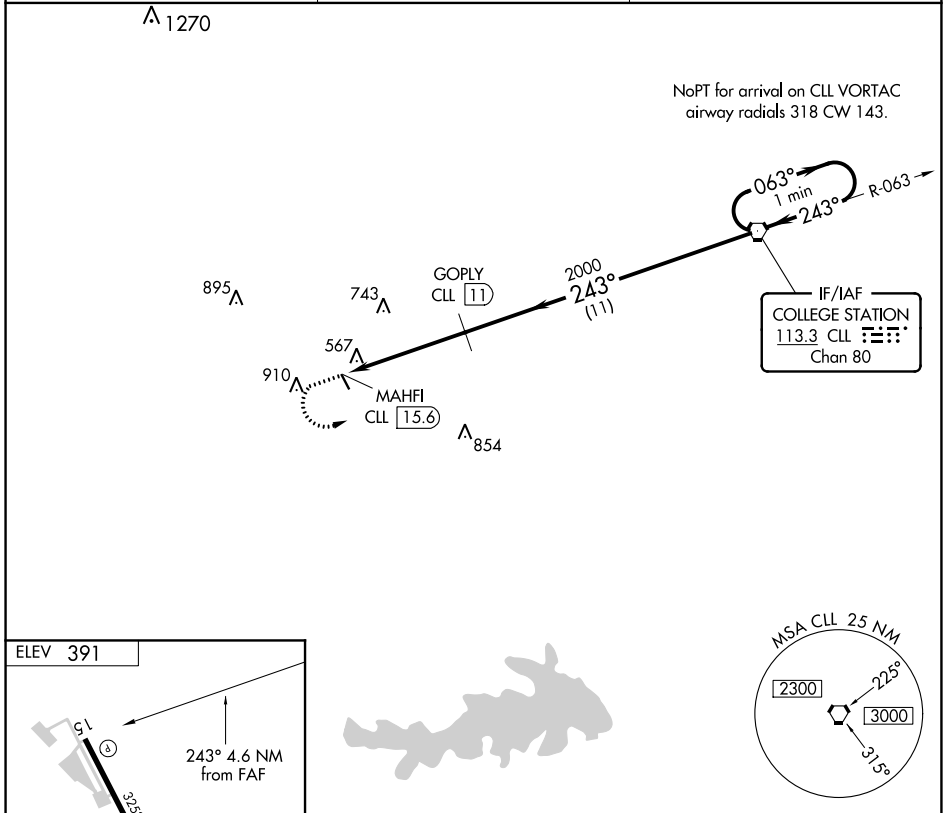 1270
NoPT for arrival on CLL VORTAC
airway radials 318 CW 143.
063°
1 min
243°
R-063
2000
243°
(11)
GOPLY
CLL 11
895
743
567
910
MAHFI
CLL 15.6
854
IF/IAF
COLLEGE STATION
113.3 CLL
Chan 80
ELEV 391
15
P
243° 4.6 NM
from FAF
MSA CLL 25 NM
2300
225°
3000
315°